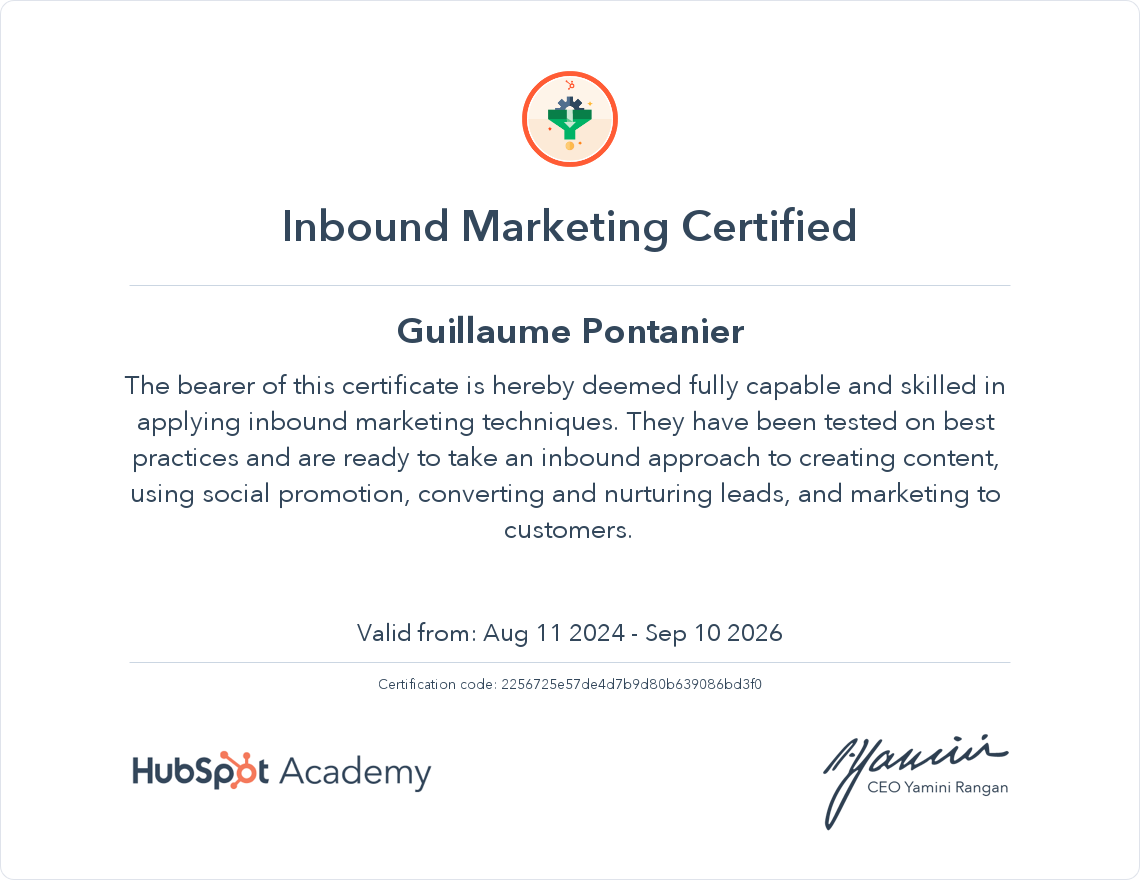 Inbound Marketing Certified
Guillaume Pontanier
The bearer of this certificate is hereby deemed fully capable and skilled in
applying inbound marketing techniques. They have been tested on best
practices and are ready to take an inbound approach to creating content,
using social promotion, converting and nurturing leads, and marketing to
customers.
Valid from: Aug 11 2024 - Sep 10 2026
Certification code: 2256725e57de4d7b9d80b639086bd3f0
HubSpot Academy
CEO Yamini Rangan